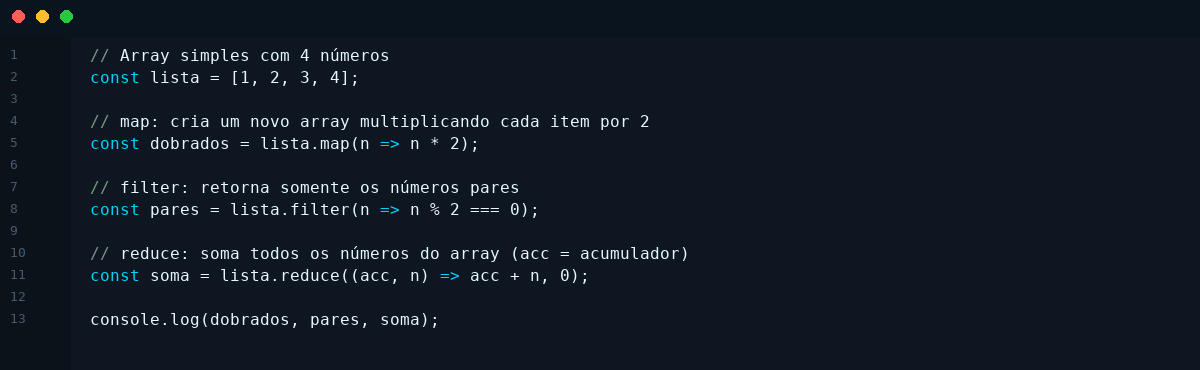 1 // Array simples com 4 números
2 const lista = [1, 2, 3, 4];
3
4 // map: cria um novo array multiplicando cada item por 2
5 const dobrados = lista.map(n => n * 2);
6
7 // filter: retorna somente os números pares
8 const pares = lista.filter(n => n % 2 === 0);
9
10 // reduce: soma todos os números do array (acc = acumulador)
11 const soma = lista.reduce((acc, n) => acc + n, 0);
12
13 console.log(dobrados, pares, soma);